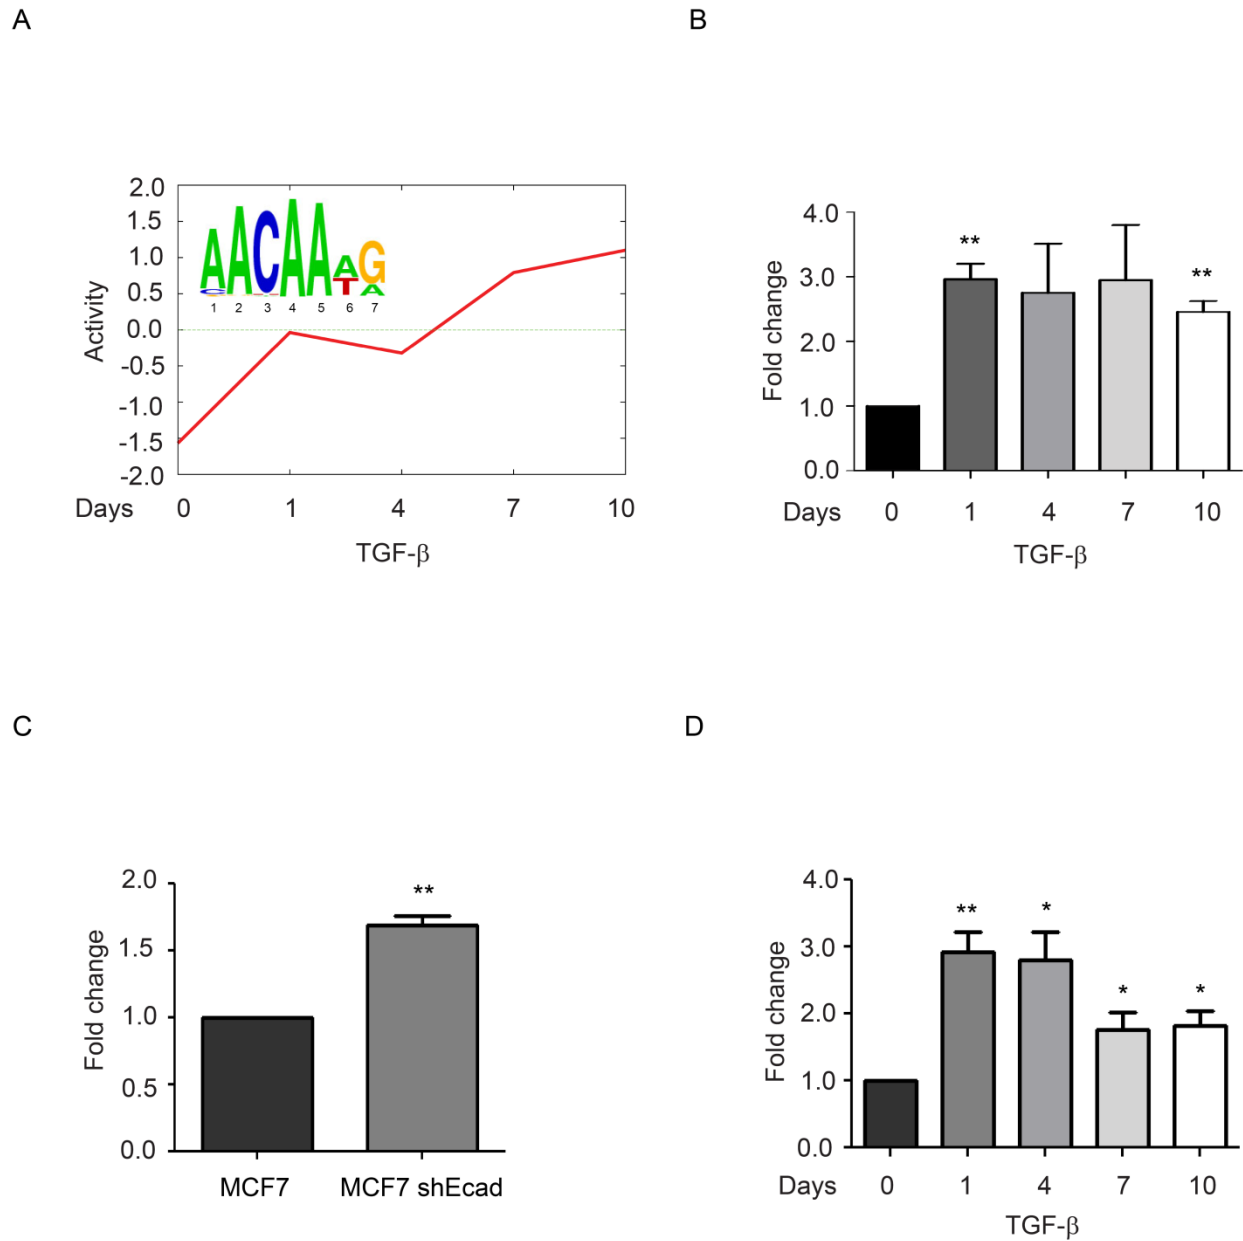 A
Activity
2.0
1.5
1.0
0.5
0.0
-0.5
-1.0
-1.5
-2.0
AACAAAG
T A
1 2 3 4 5 6 7
Days 0 1 4 7 10
TGF-β
B
Fold change
4.0
3.0
2.0
1.0
0.0
** **
Days 0 1 4 7 10
TGF-β
C
Fold change
2.0
1.5
1.0
0.5
0.0
**
MCF7 MCF7 shEcad
D
Fold change
4.0
3.0
2.0
1.0
0.0
** * * *
Days 0 1 4 7 10
TGF-β